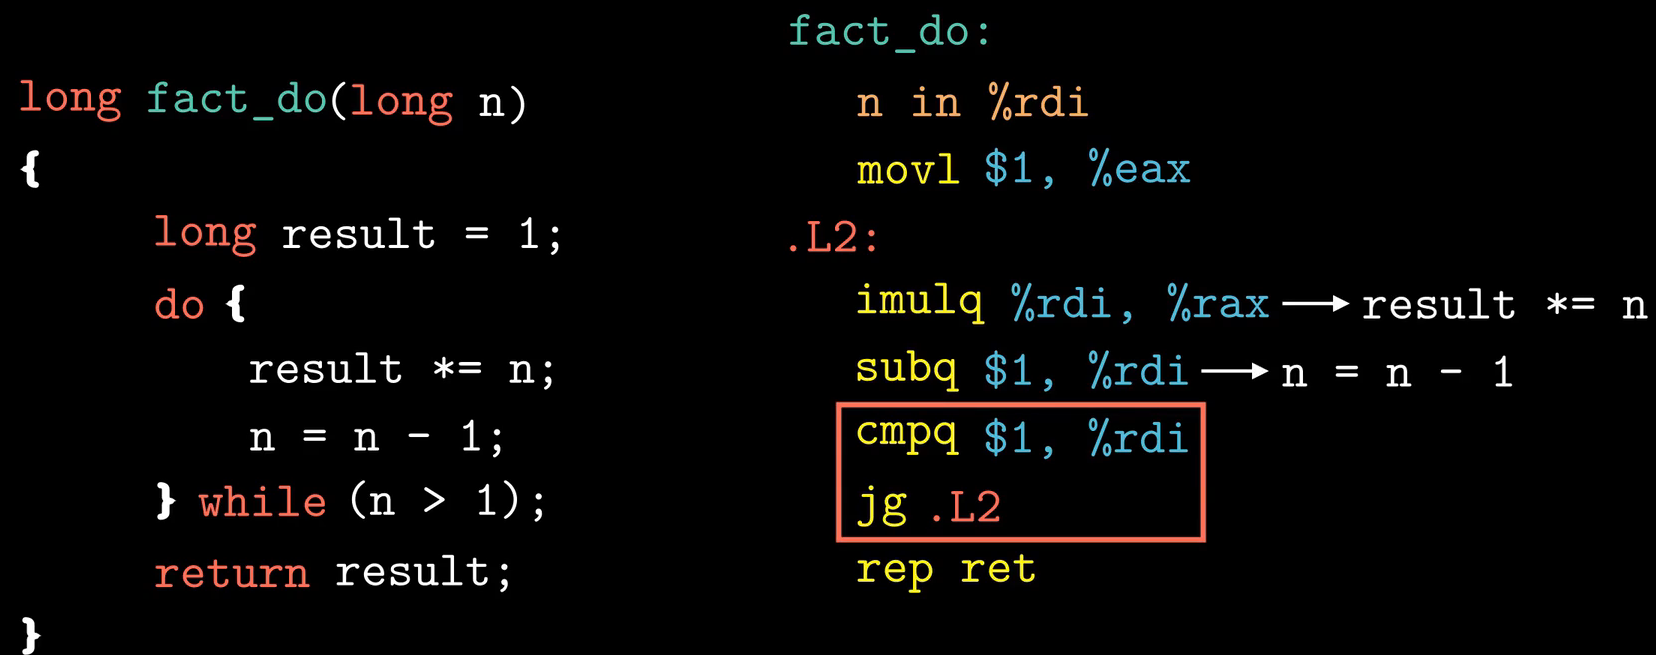 long fact_do(long n)
{
long result = 1;
do {
result *= n;
n = n - 1;
} while (n > 1);
return result;
}
fact_do:
n in %rdi
movl $1, %eax
.L2:
imulq %rdi, %rax → result *= n
subq $1, %rdi → n = n - 1
cmpq $1, %rdi
jg .L2
rep ret